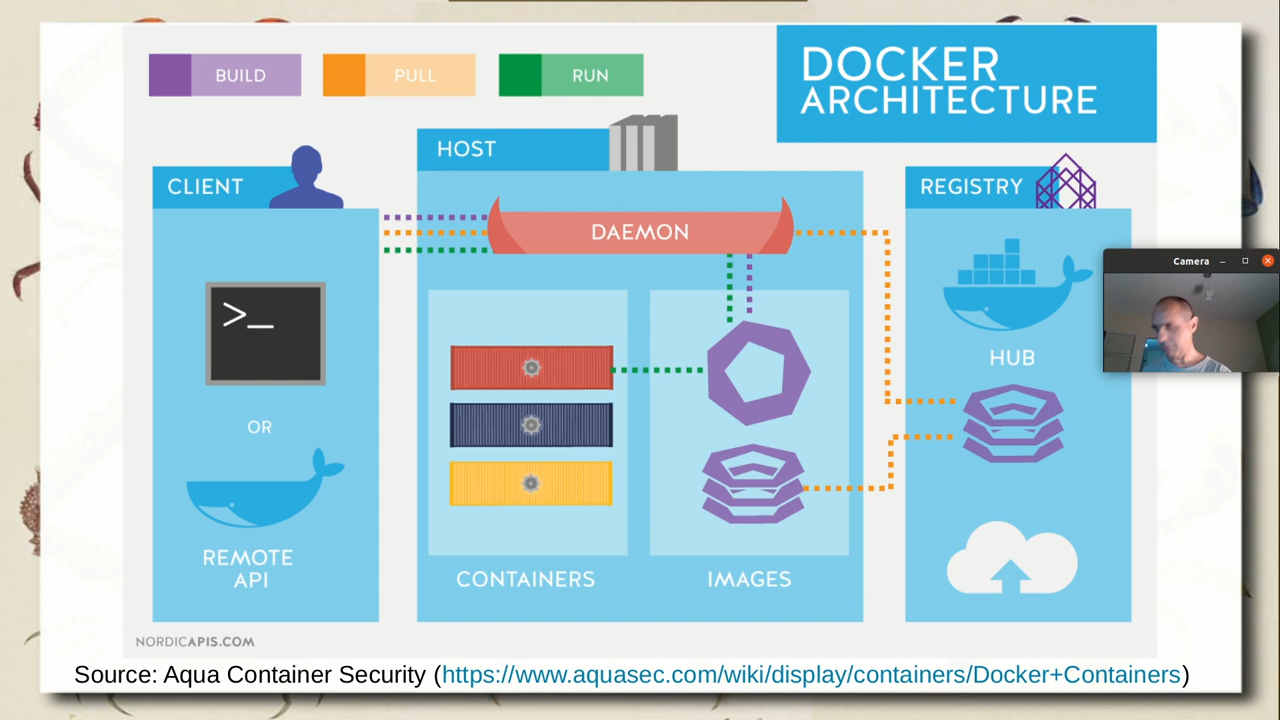 BUILD
PULL
RUN
DOCKER
ARCHITECTURE
HOST
CLIENT
REGISTRY
DAEMON
Camera
>_
HUB
OR
REMOTE
API
CONTAINERS
IMAGES
NORDICAPIS.COM
Source: Aqua Container Security (https://www.aquasec.com/wiki/display/containers/Docker+Containers)